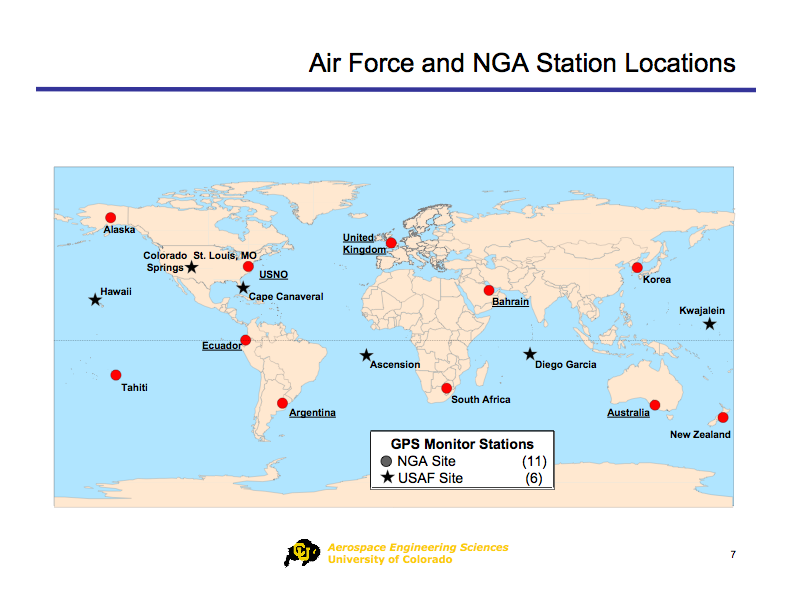 Air Force and NGA Station Locations
Alaska
United
Kingdom
Colorado St. Louis, MO
Springs
USNO
Korea
Hawaii
Cape Canaveral
Bahrain
Kwajalein
Ecuador
Ascension
Diego Garcia
Tahiti
South Africa
Argentina
Australia
New Zealand
GPS Monitor Stations
NGA Site (11)
USAF Site (6)
CU
Aerospace Engineering Sciences
University of Colorado
7